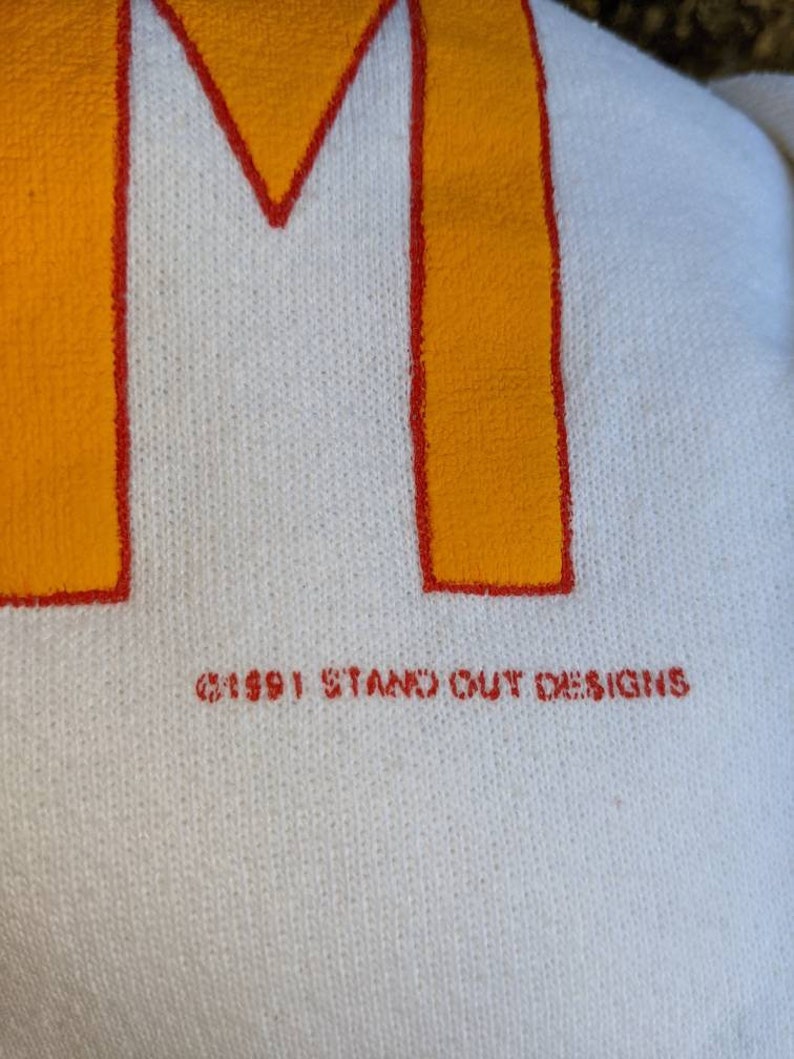 M
©1991 STAND OUT DESIGNS